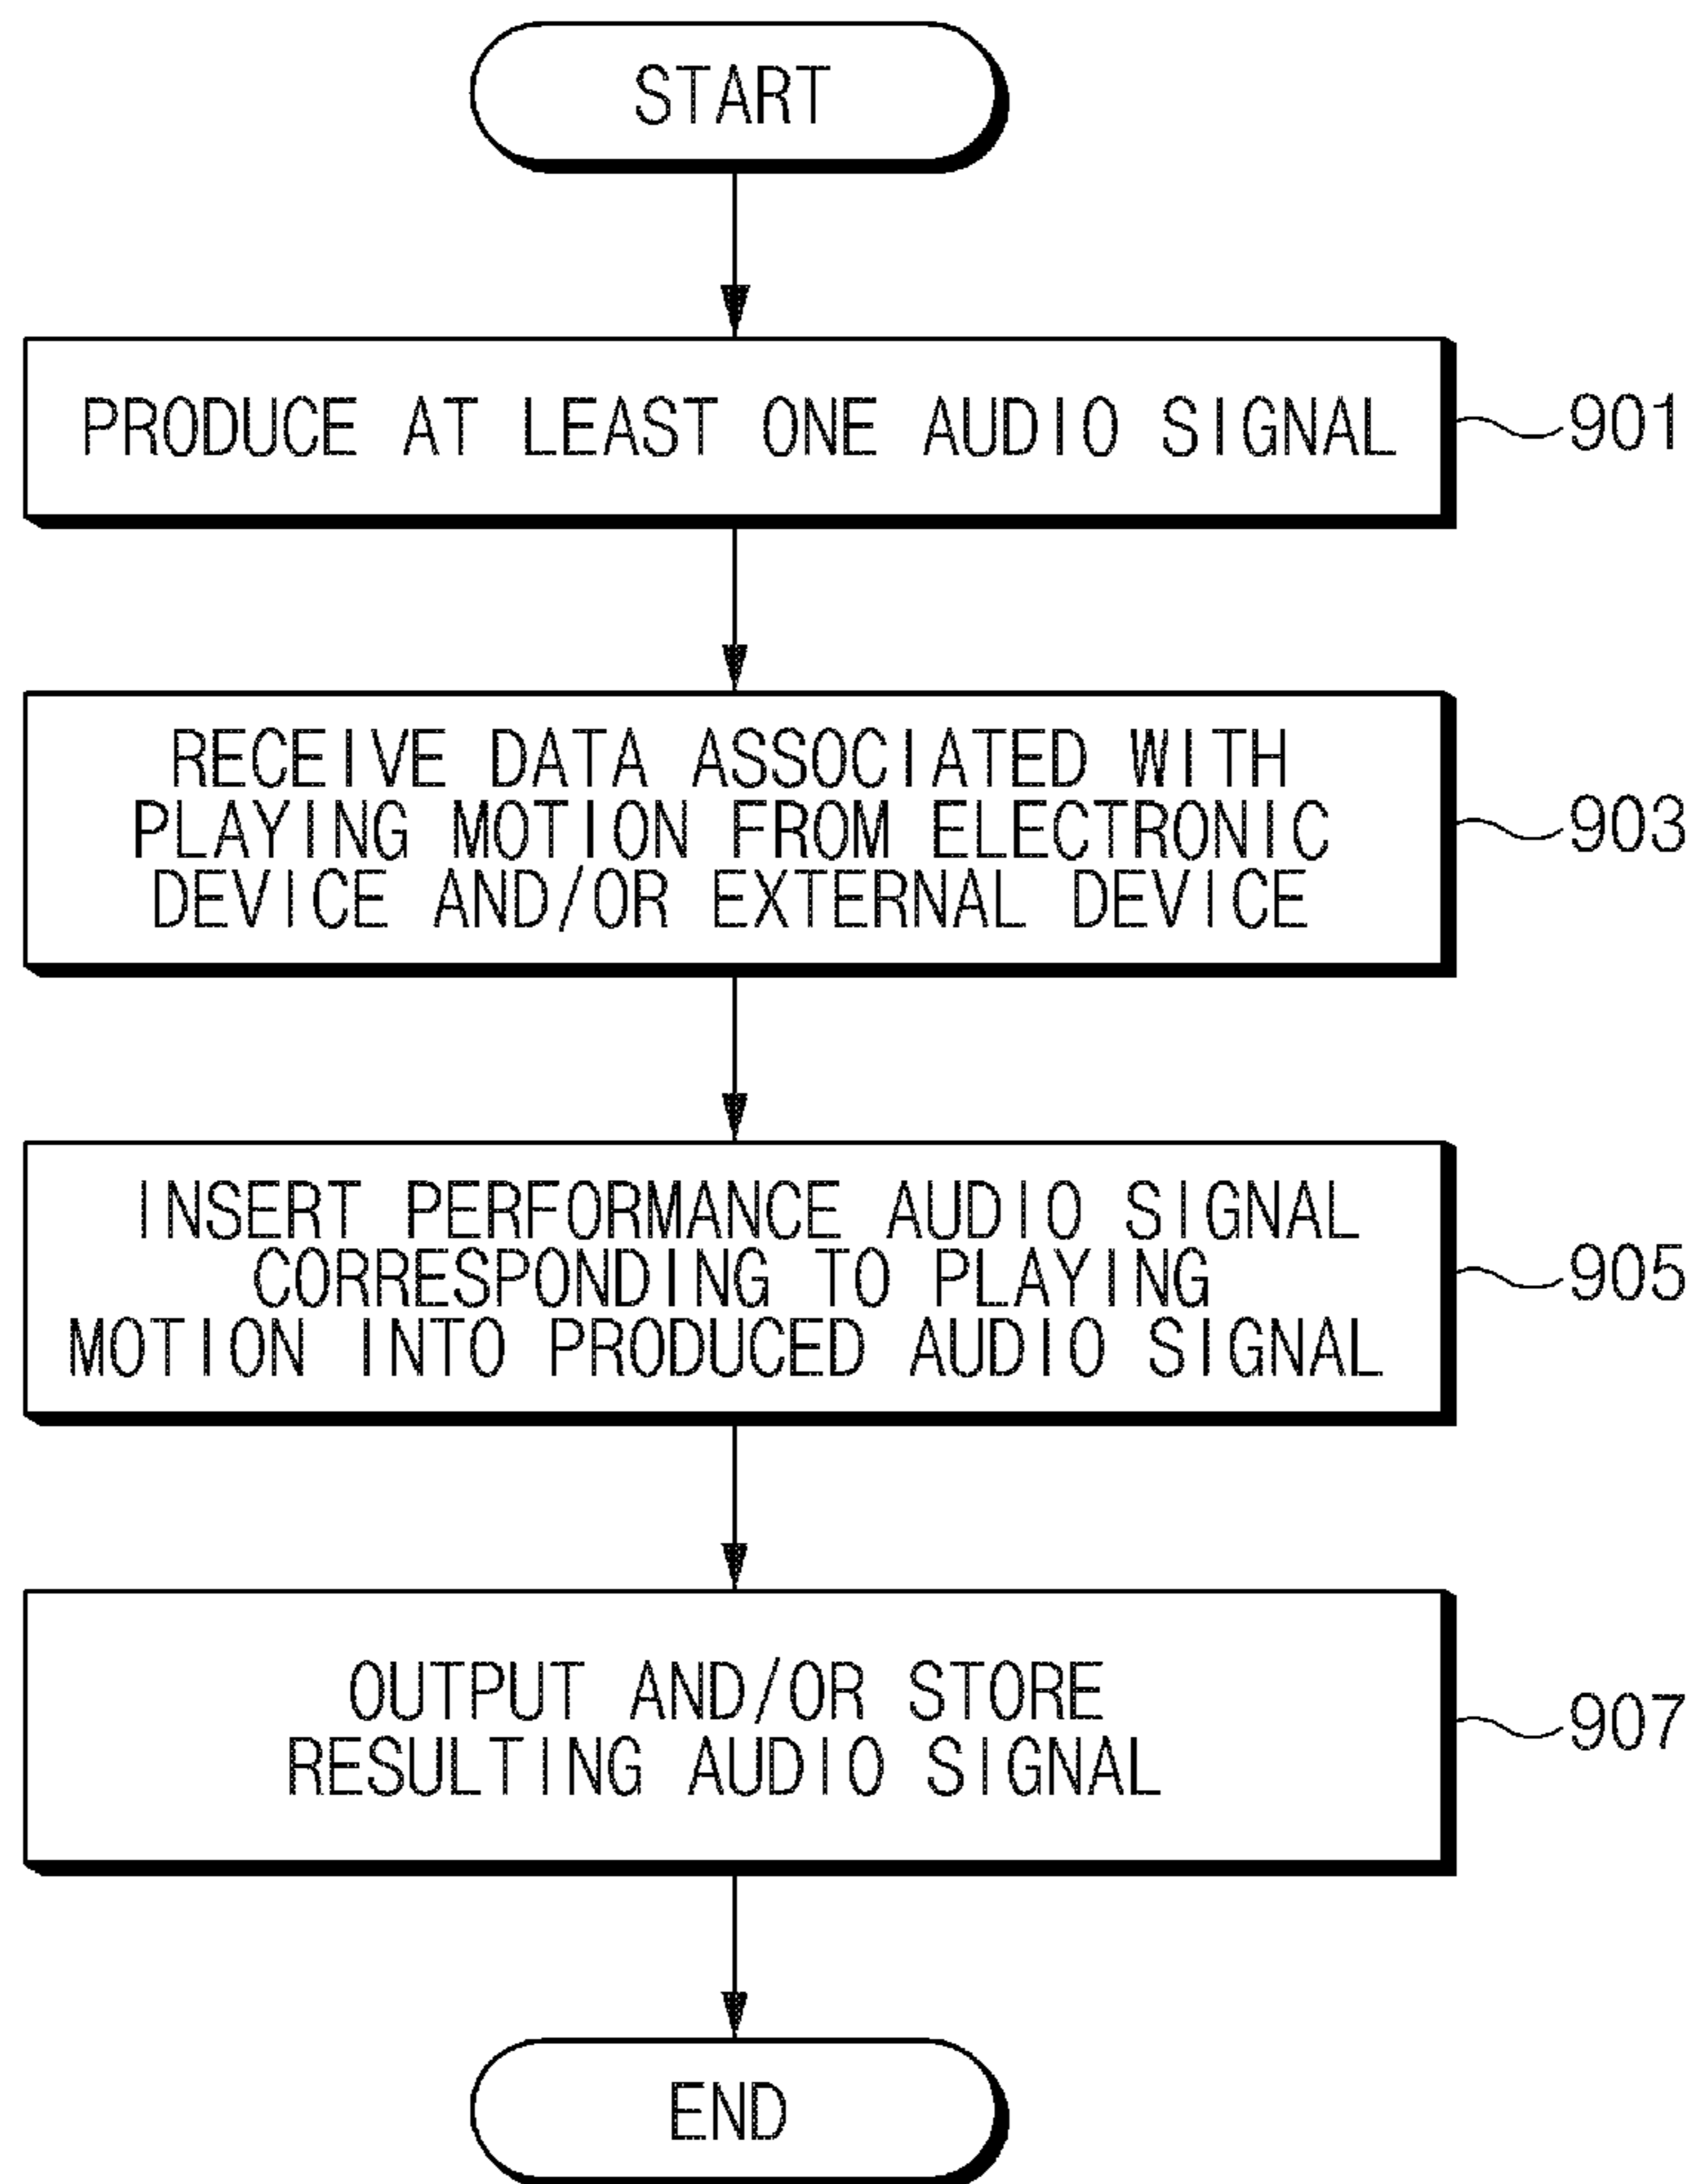 START
PRODUCE AT LEAST ONE AUDIO SIGNAL
901
RECEIVE DATA ASSOCIATED WITH
PLAYING MOTION FROM ELECTRONIC
DEVICE AND/OR EXTERNAL DEVICE
903
INSERT PERFORMANCE AUDIO SIGNAL
CORRESPONDING TO PLAYING
MOTION INTO PRODUCED AUDIO SIGNAL
905
OUTPUT AND/OR STORE
RESULTING AUDIO SIGNAL
907
END